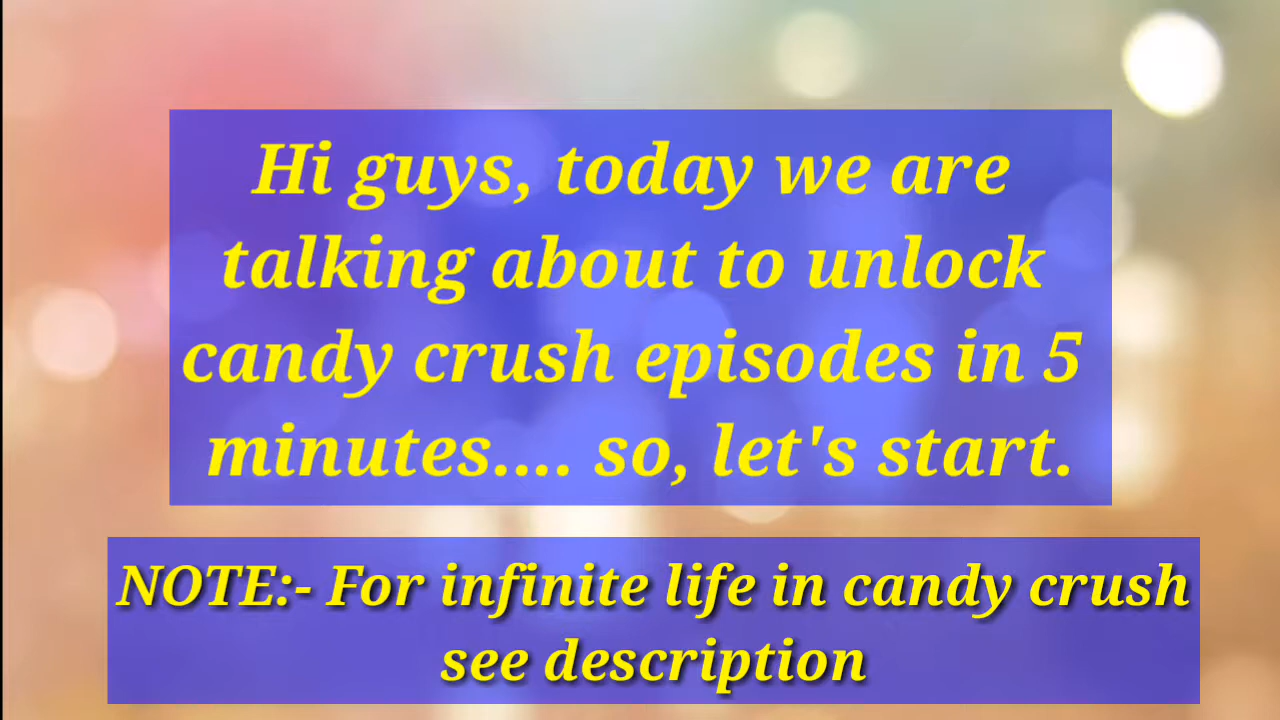 Hi guys, today we are
talking about to unlock
candy crush episodes in 5
minutes.... so, let's start.
NOTE:- For infinite life in candy crush
see description